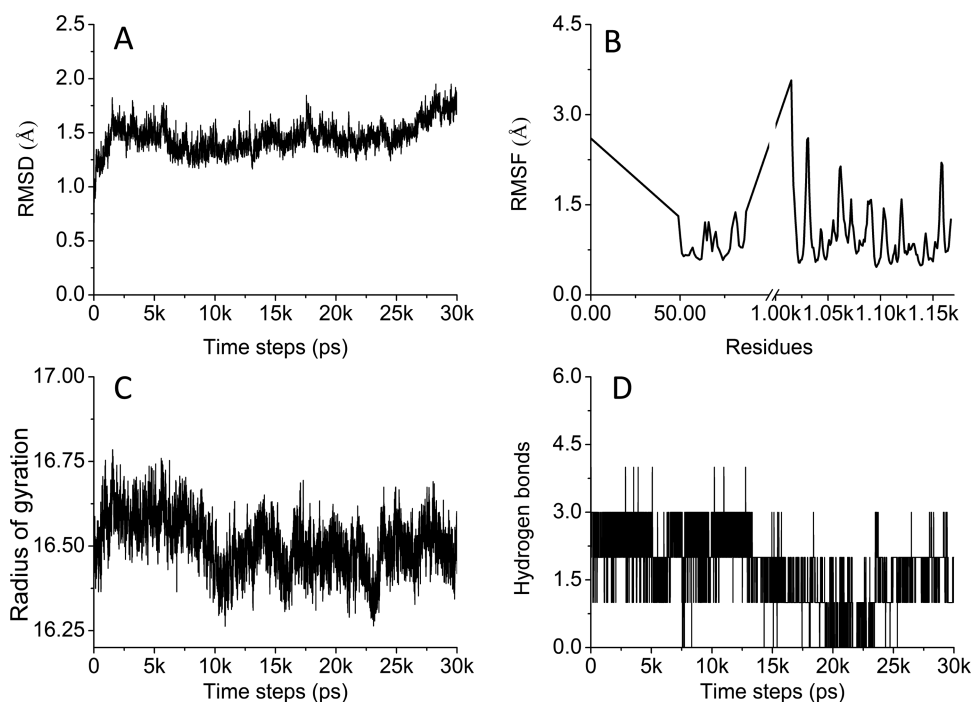 A
2.5
2.0
1.5
1.0
0.5
0.0
RMSD (Å)
0 5k 10k 15k 20k 25k 30k
Time steps (ps)
B
4.5
3.0
1.5
0.0
RMSF (Å)
0.00 50.00 1.00k 1.05k 1.10k 1.15k
Residues
C
17.00
16.75
16.50
16.25
Radius of gyration
0 5k 10k 15k 20k 25k 30k
Time steps (ps)
D
6.0
4.5
3.0
1.5
0.0
Hydrogen bonds
0 5k 10k 15k 20k 25k 30k
Time steps (ps)